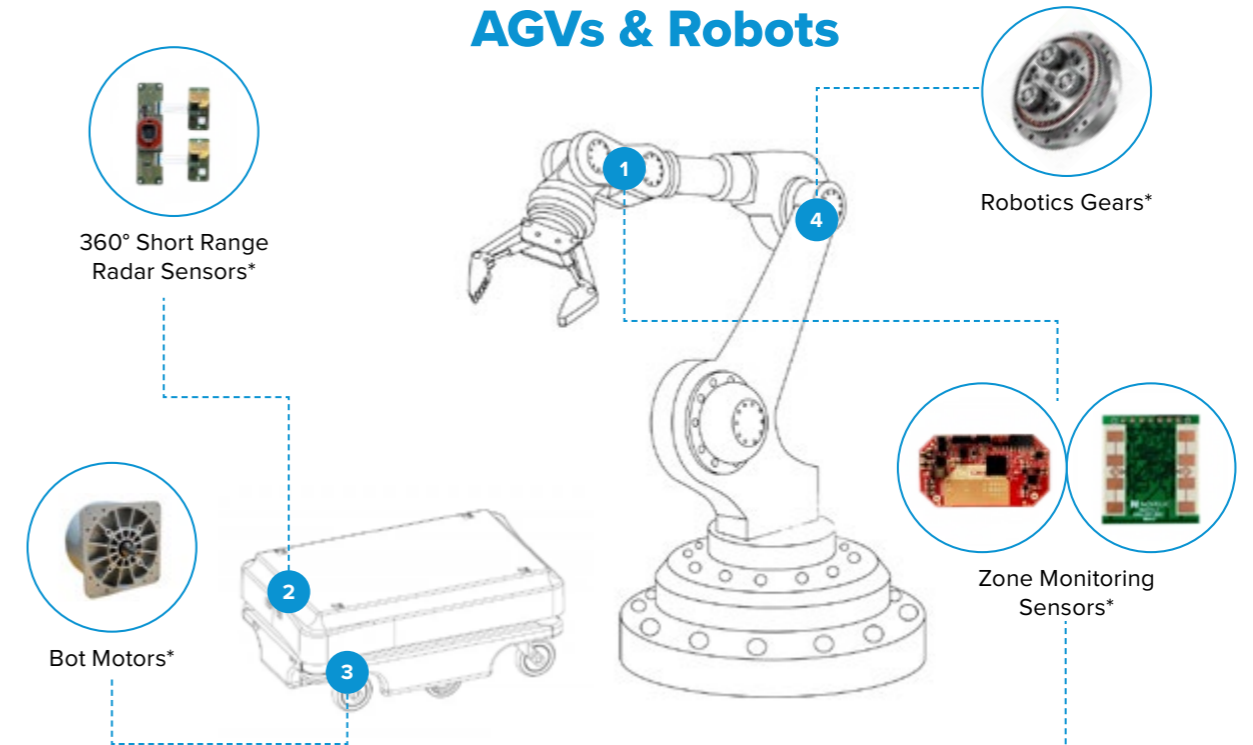 AGVs & Robots
360° Short Range
Radar Sensors*
1
4
Robotics Gears*
2
3
Bot Motors*
Zone Monitoring
Sensors*